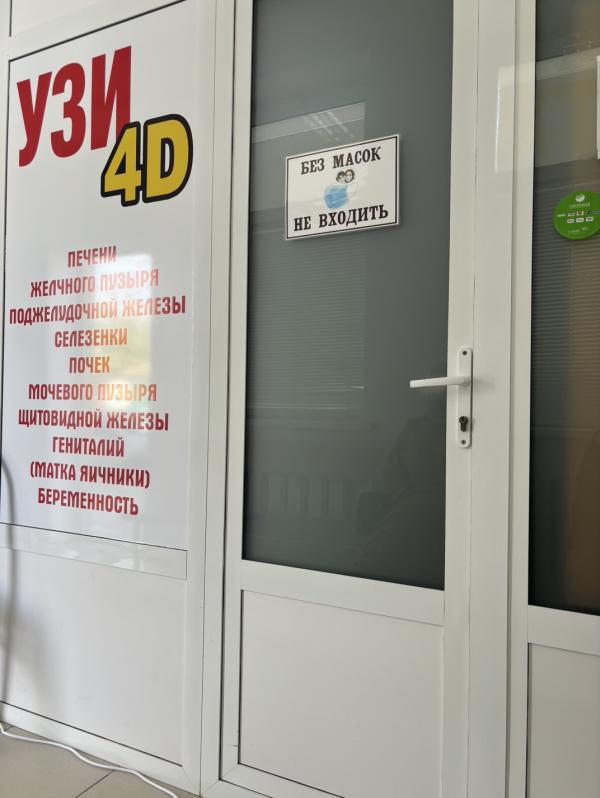 УЗИ
4D
ПЕЧЕНИ
ЖЕЛЧНОГО ПУЗЫРЯ
ПОДЖЕЛУДОЧНОЙ ЖЕЛЕЗЫ
СЕЛЕЗЕНКИ
ПОЧЕК
МОЧЕВОГО ПУЗЫРЯ
ЩИТОВИДНОЙ ЖЕЛЕЗЫ
ГЕНИТАЛИЙ
(МАТКА ЯИЧНИКИ)
БЕРЕМЕННОСТЬ
БЕЗ МАСОК
НЕ ВХОДИТЬ